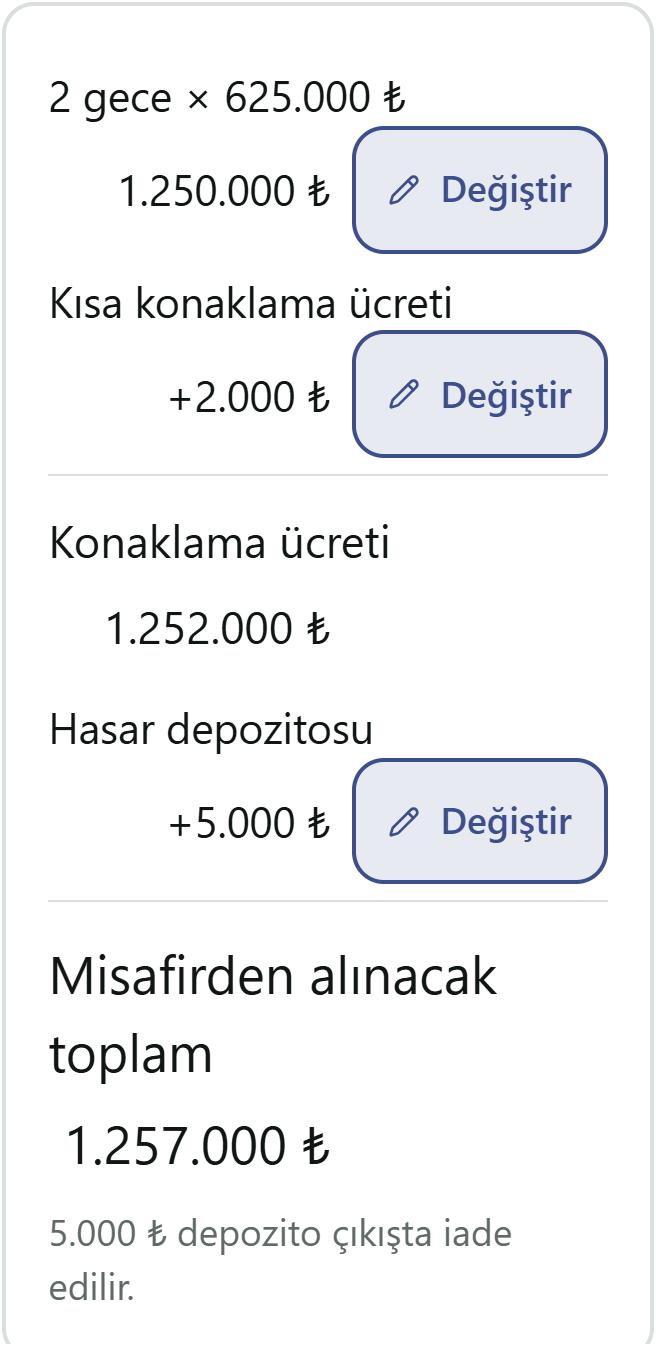 2 gece × 625.000 ₺
1.250.000 ₺ Değiştir
Kısa konaklama ücreti
+2.000 ₺ Değiştir
Konaklama ücreti
1.252.000 ₺
Hasar depozitosu
+5.000 ₺ Değiştir
Misafirden alınacak
toplam
1.257.000 ₺
5.000 ₺ depozito çıkışta iade
edilir.